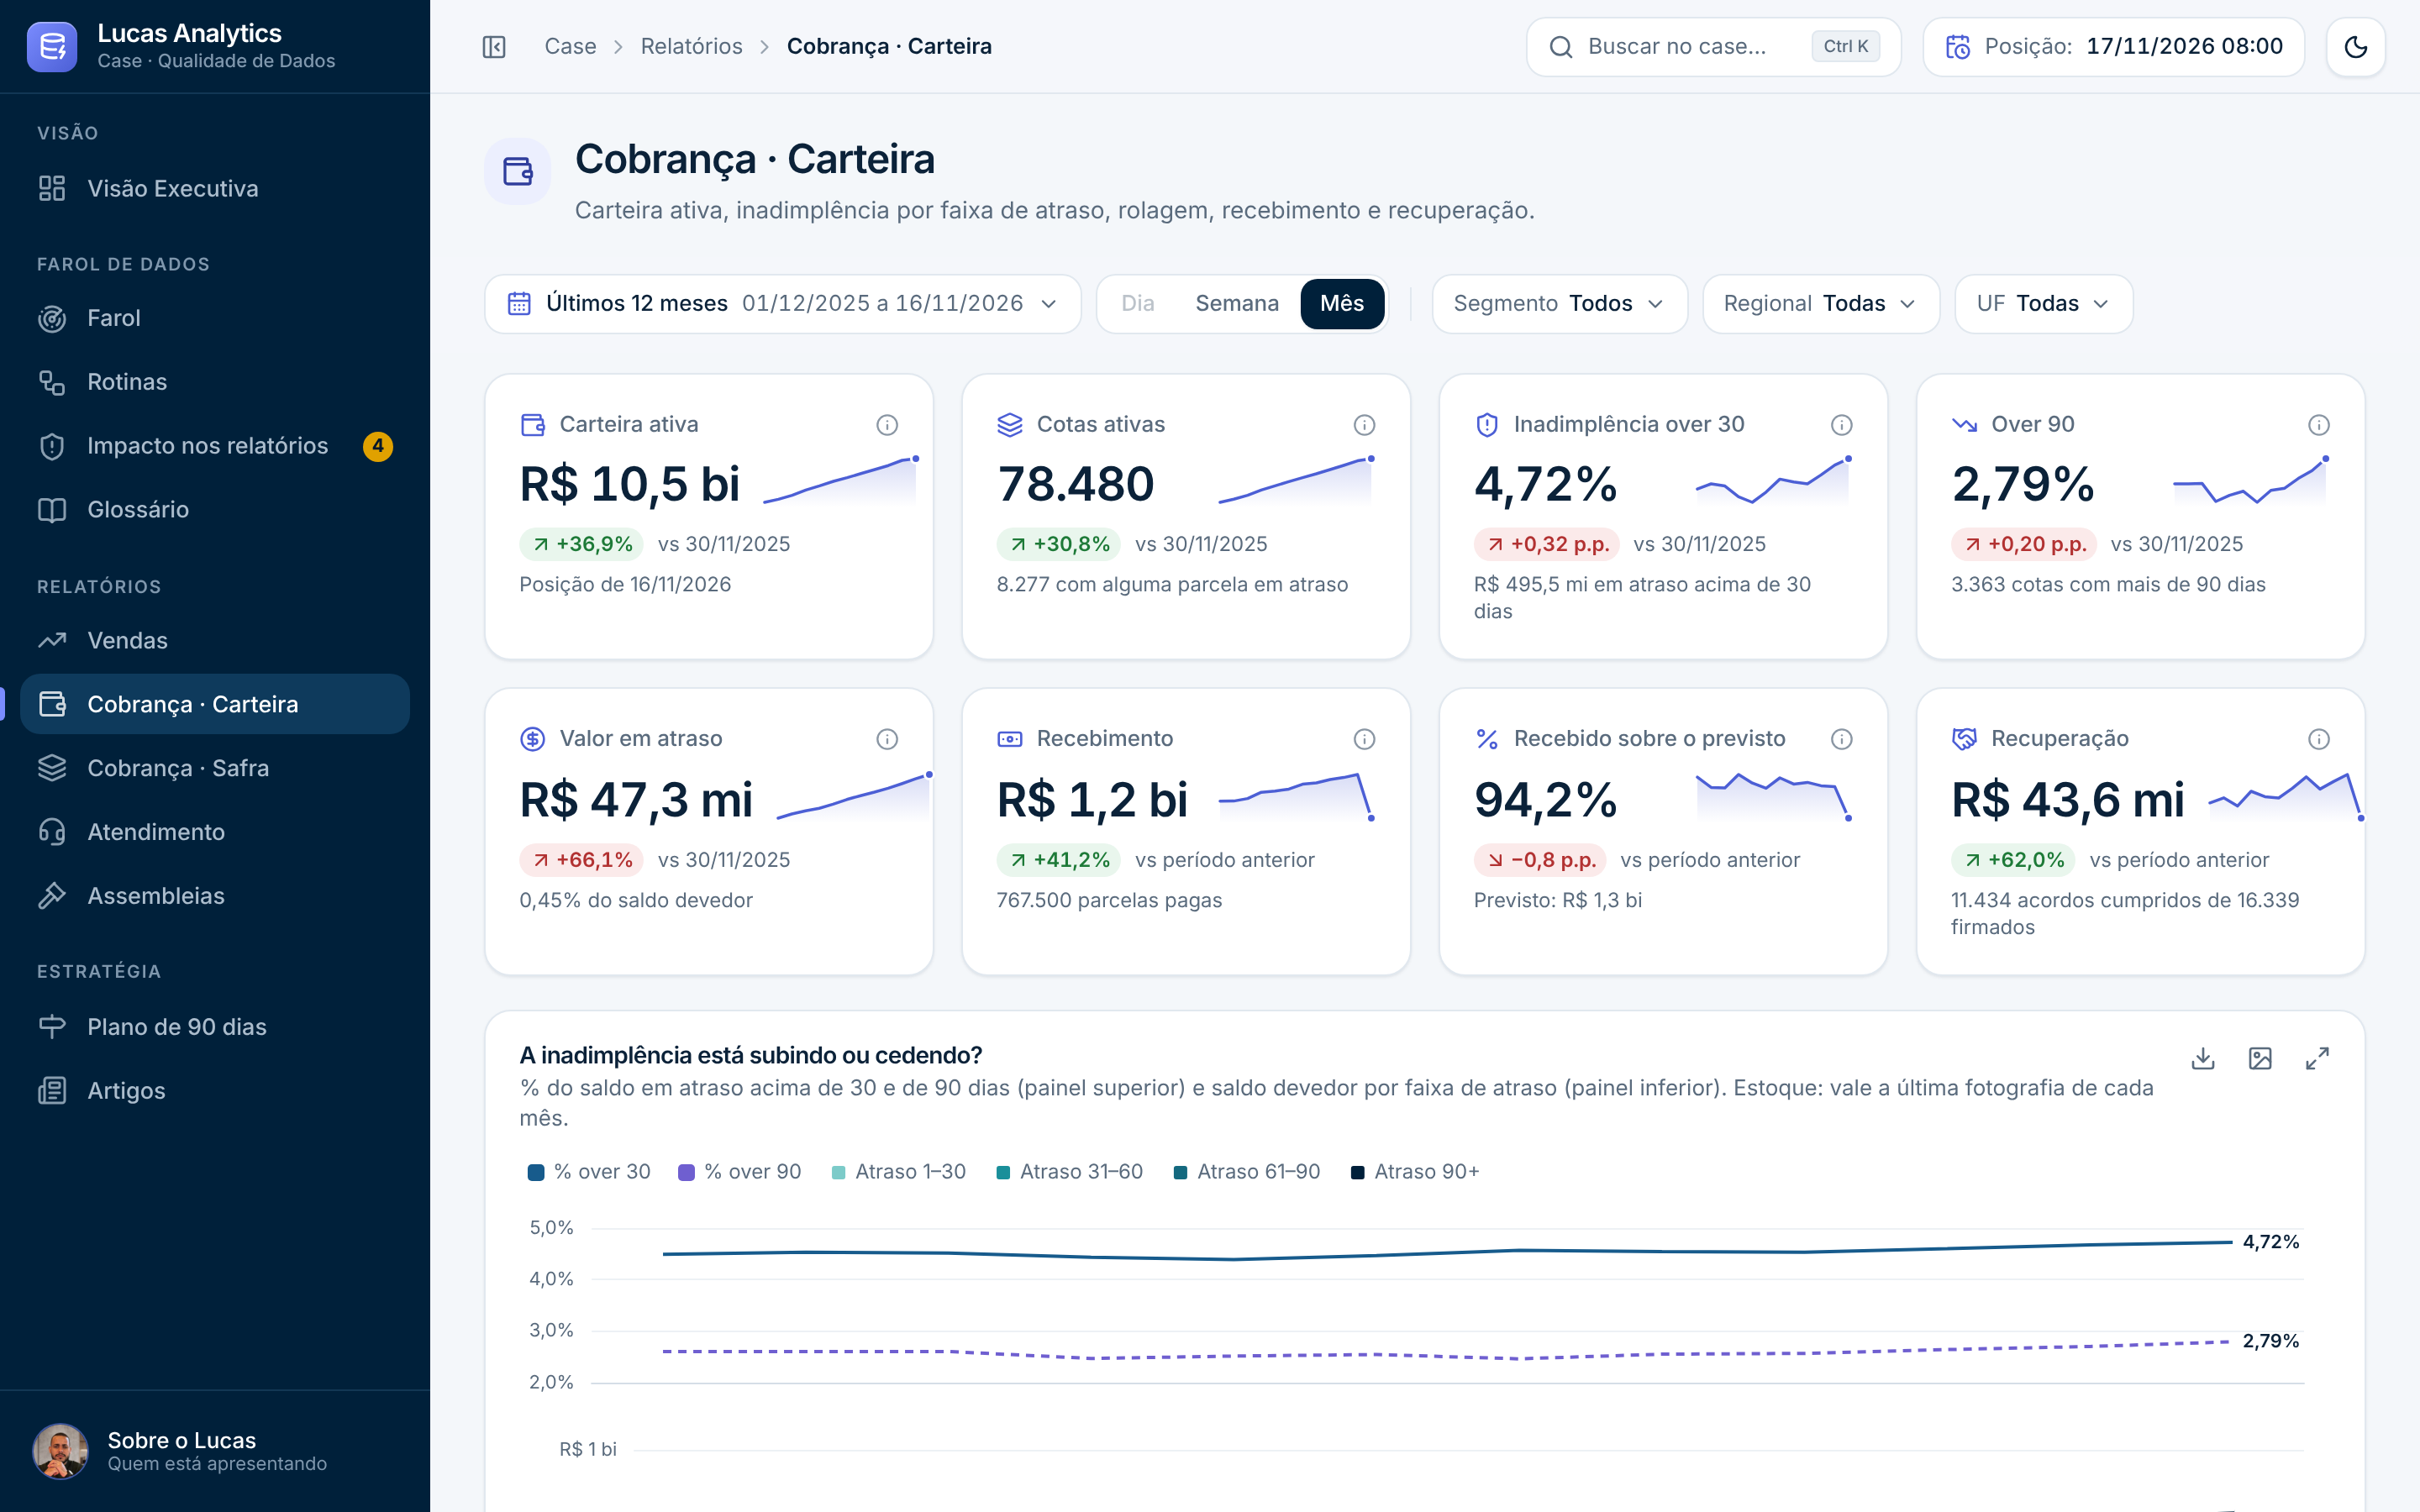 Lucas Analytics
Case · Qualidade de Dados
VISÃO
Visão Executiva
FAROL DE DADOS
Farol
Rotinas
Impacto nos relatórios 4
Glossário
RELATÓRIOS
Vendas
Cobrança · Carteira
Cobrança · Safra
Atendimento
Assembleias
ESTRATÉGIA
Plano de 90 dias
Artigos
Sobre o Lucas
Quem está apresentando
Case > Relatórios > Cobrança · Carteira
Buscar no case... Ctrl K
Posição: 17/11/2026 08:00
Cobrança · Carteira
Carteira ativa, inadimplência por faixa de atraso, rolagem, recebimento e recuperação.
Últimos 12 meses 01/12/2025 a 16/11/2026
Dia Semana Mês
Segmento Todos
Regional Todas
UF Todas
Carteira ativa
R$ 10,5 bi
+36,9% vs 30/11/2025
Posição de 16/11/2026
Cotas ativas
78.480
+30,8% vs 30/11/2025
8.277 com alguma parcela em atraso
Inadimplência over 30
4,72%
+0,32 p.p. vs 30/11/2025
R$ 495,5 mi em atraso acima de 30
dias
Over 90
2,79%
+0,20 p.p. vs 30/11/2025
3.363 cotas com mais de 90 dias
Valor em atraso
R$ 47,3 mi
+66,1% vs 30/11/2025
0,45% do saldo devedor
Recebimento
R$ 1,2 bi
+41,2% vs período anterior
767.500 parcelas pagas
Recebido sobre o previsto
94,2%
−0,8 p.p. vs período anterior
Previsto: R$ 1,3 bi
Recuperação
R$ 43,6 mi
+62,0% vs período anterior
11.434 acordos cumpridos de 16.339
firmados
A inadimplência está subindo ou cedendo?
% do saldo em atraso acima de 30 e de 90 dias (painel superior) e saldo devedor por faixa de atraso (painel inferior). Estoque: vale a última fotografia de cada
mês.
% over 30 % over 90 Atraso 1–30 Atraso 31–60 Atraso 61–90 Atraso 90+
5,0%
4,72%
4,0%
3,0%
2,79%
2,0%
R$ 1 bi